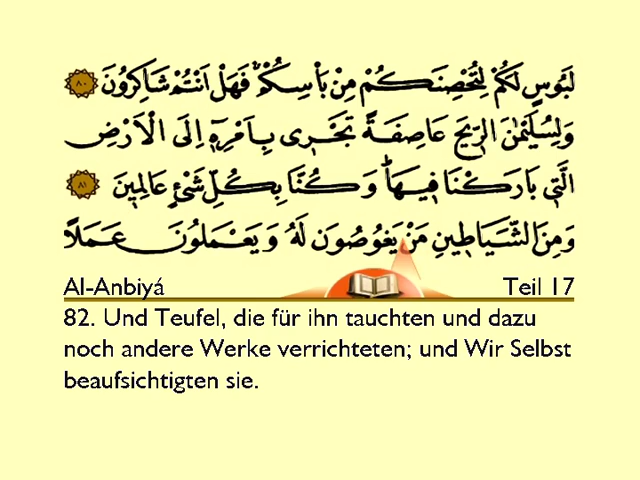 لَبُوسٍ لَكُمْ لِتُحْصِنَكُمْ مِنْ بَأْسِكُمْ فَهَلْ اَنْتُمْ شَاكِرُونَ ٨٠
وَلِسُلَيْمٰنَ الرّ۪يحَ عَاصِفَةً تَجْر۪ى بِاَمْرِه۪ٓ اِلَى الْاَرْضِ
الَّت۪ى بَارَكْنَا ف۪يهَا وَكُنَّا بِكُلِّ شَىْءٍ عَالِم۪ينَ ٨١
وَمِنَ الشَّيَاط۪ينِ مَنْ يَغُوصُونَ لَهُ وَيَعْمَلُونَ عَمَلًا
Al-Anbiyá Teil 17
82. Und Teufel, die für ihn tauchten und dazu
noch andere Werke verrichteten; und Wir Selbst
beaufsichtigten sie.